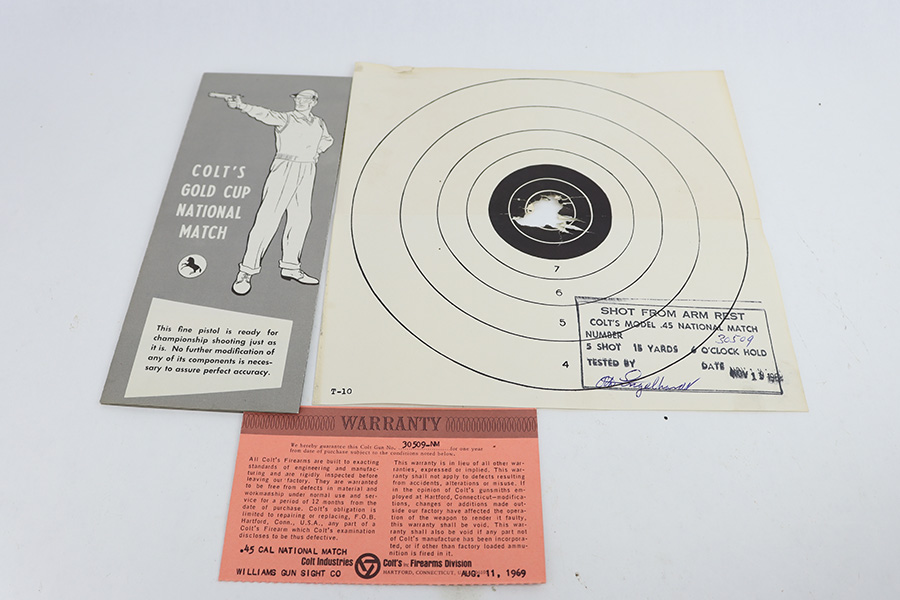 COLT'S
GOLD CUP
NATIONAL
MATCH
This fine pistol is ready for
championship shooting just as
it is. No further modification of
any of its components is neces-
sary to assure perfect accuracy.
7
6
5
4
T-10
SHOT FROM ARM REST
COLT'S MODEL .45 NATIONAL MATCH
NUMBER 30509
5 SHOT 15 YARDS 6 O'CLOCK HOLD
TESTED BY DATE NOV 19
WARRANTY
We hereby guarantee this Colt Gun No. 30509-NM for one year
from date of purchase subject to the conditions noted below.
All Colt's Firearms are built to exacting
standards of engineering and manufac-
turing and are rigidly inspected before
leaving our factory. They are warranted
to be free from defects in material and
workmanship under normal use and ser-
vice for a period of 12 months from the
date of purchase. Colt's obligation is
limited to repairing or replacing, F.O.B.
Hartford, Conn., U.S.A., any part of a
Colt's Firearm which Colt's examination
discloses to be thus defective.
This warranty is in lieu of all other war-
ranties, expressed or implied. This war-
ranty shall not apply to defects resulting
from accidents, alterations or misuse. If
in the opinion of Colt's gunsmiths em-
ployed at Hartford, Connecticut—modifica-
tions, changes or additions made out-
side our factory have affected the opera-
tion of the weapon to render it faulty,
this warranty shall be void. This war-
ranty shall also be void if any part not
of Colt's manufacture has been incorpora-
ted, or if other than factory loaded ammu-
nition is fired in it.
.45 CAL NATIONAL MATCH
Colt Industries Colt's Firearms Division
HARTFORD, CONNECTICUT,
WILLIAMS GUN SIGHT CO AUG. 11, 1969